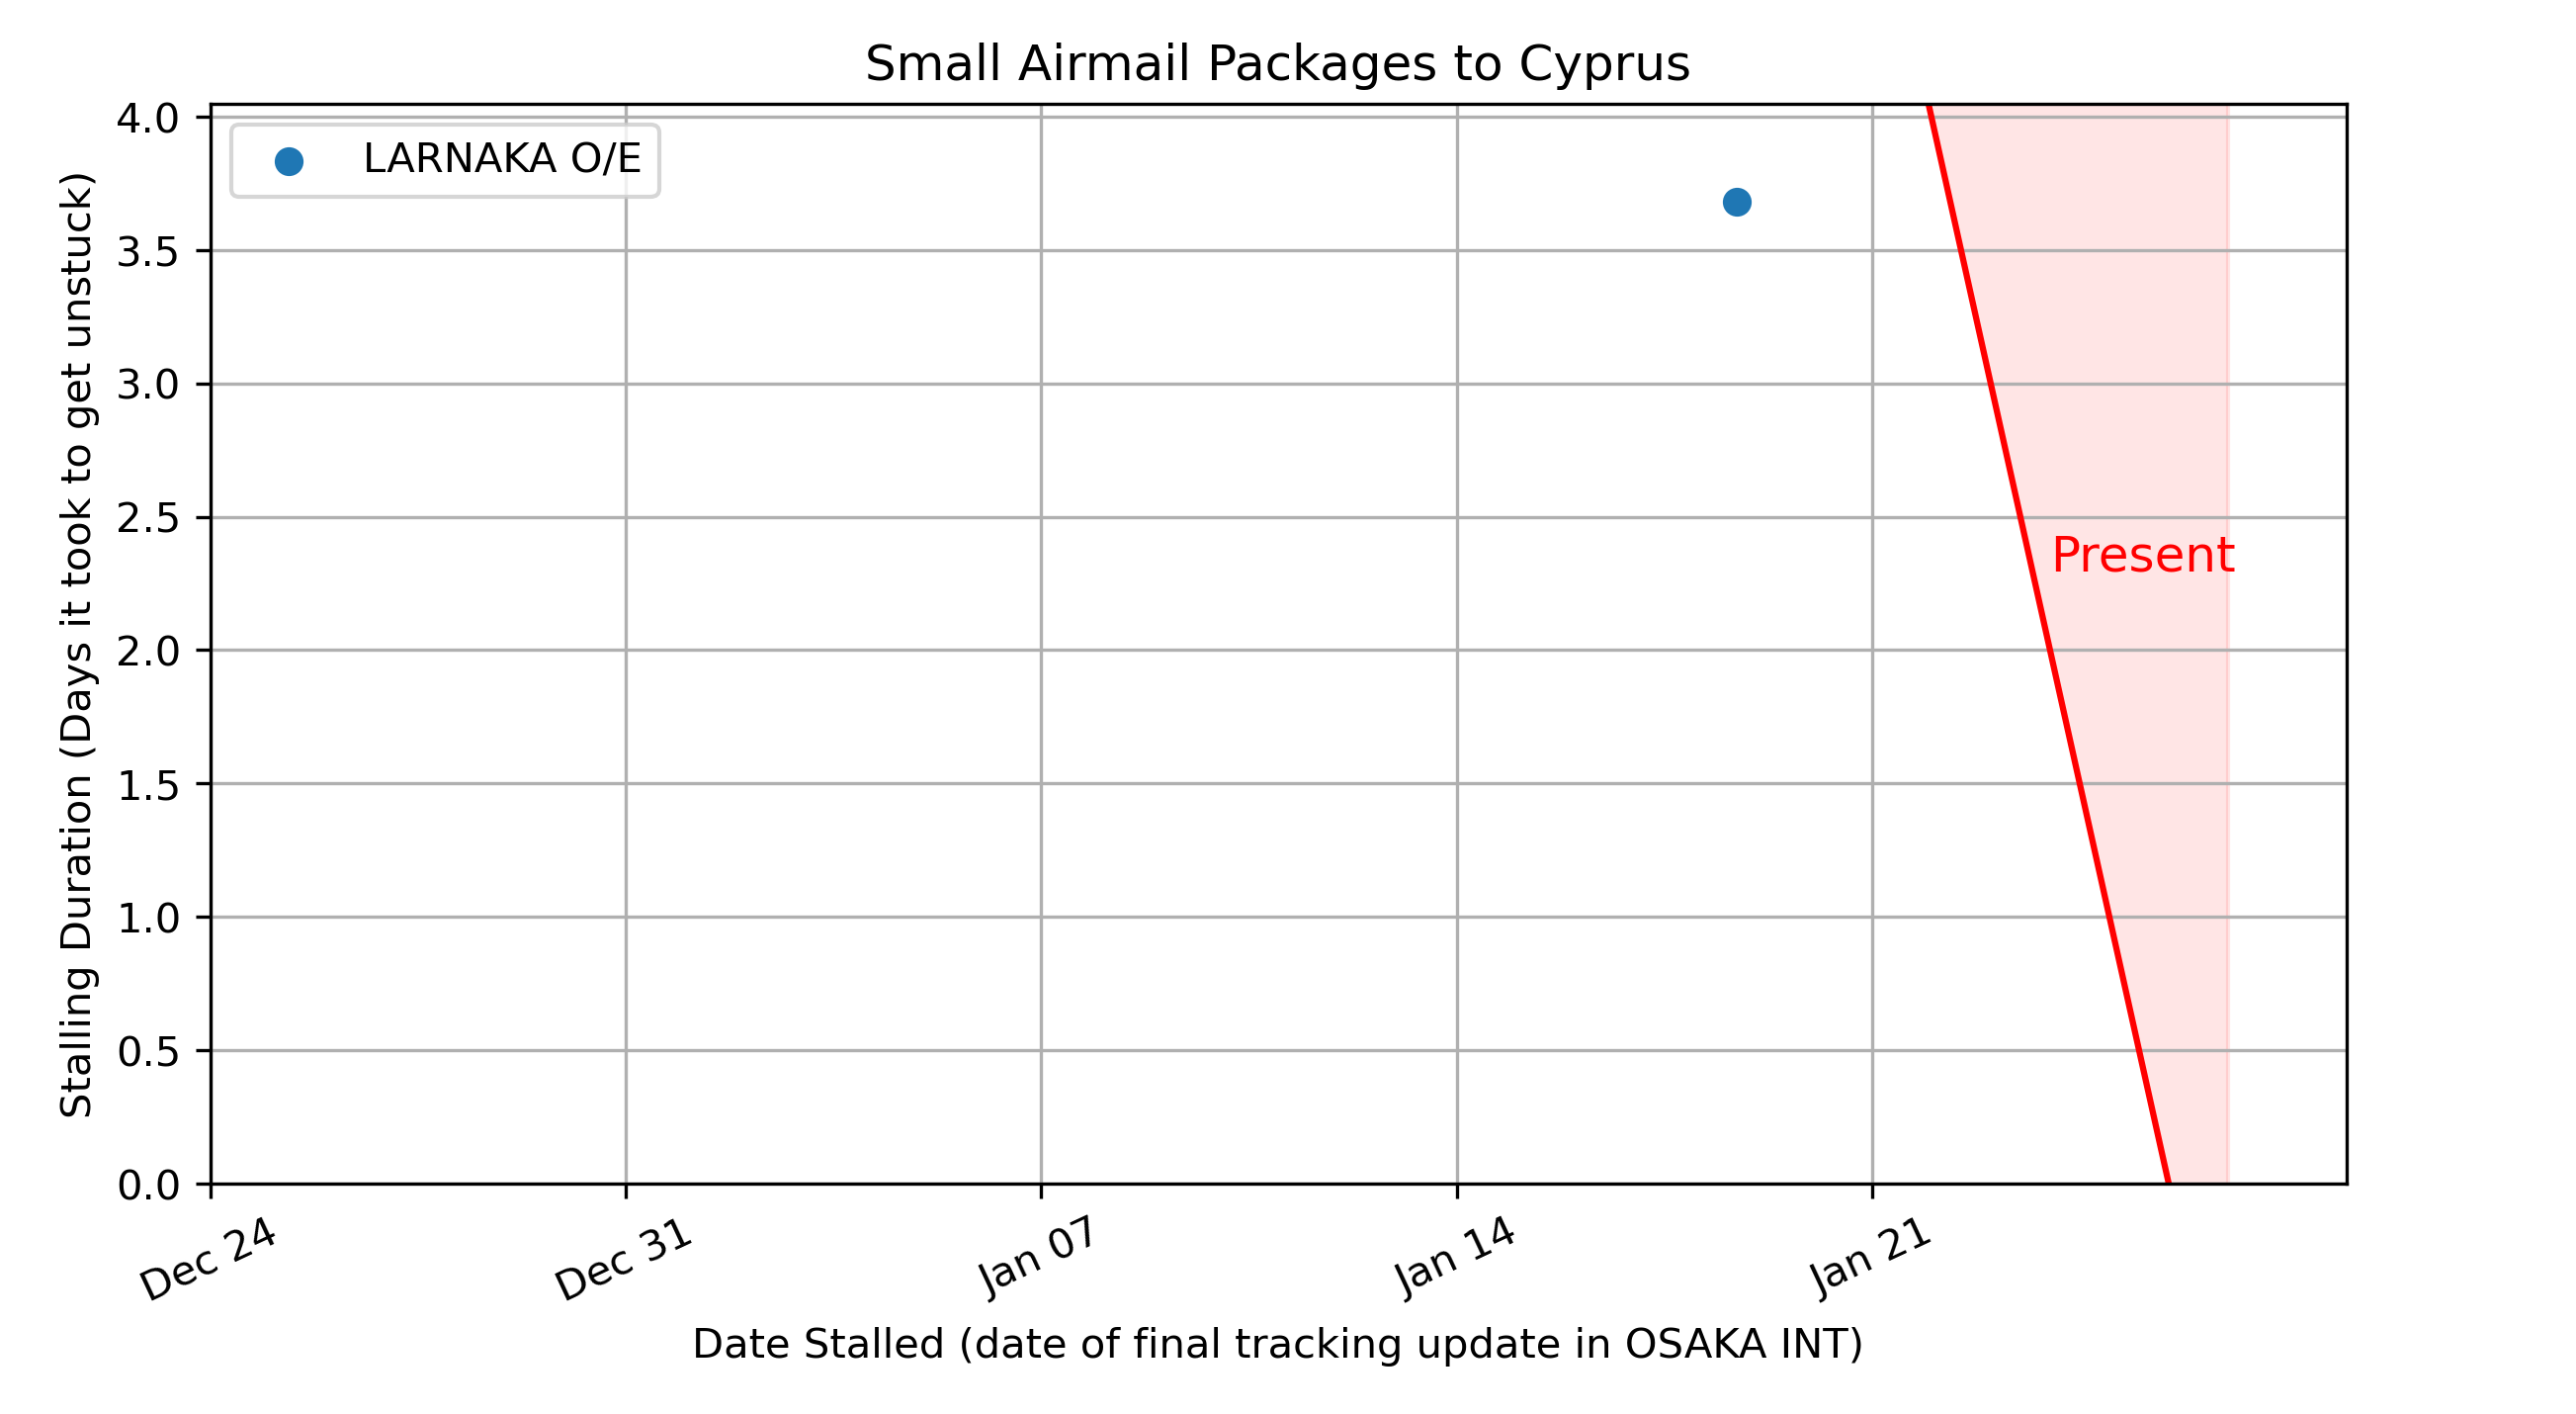 Small Airmail Packages to Cyprus
LARNAKA O/E
Present
Stalling Duration (Days it took to get unstuck)
4.0
3.5
3.0
2.5
2.0
1.5
1.0
0.5
0.0
Dec 24
Dec 31
Jan 07
Jan 14
Jan 21
Date Stalled (date of final tracking update in OSAKA INT)